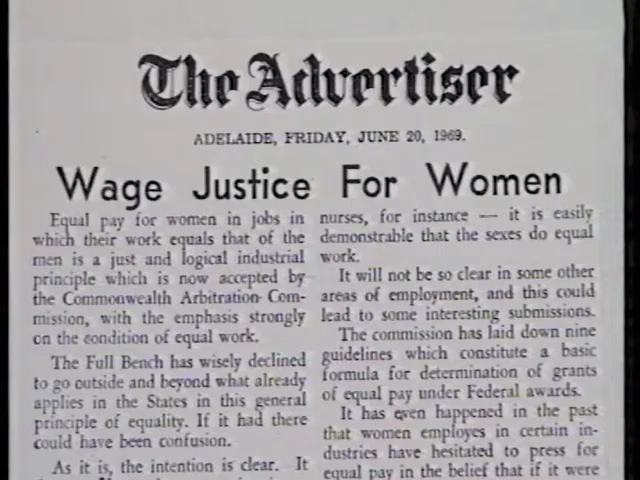 The Advertiser
ADELAIDE, FRIDAY, JUNE 20, 1969.
Wage Justice For Women
Equal pay for women in jobs in
which their work equals that of the
men is a just and logical industrial
principle which is now accepted by
the Commonwealth Arbitration Com-
mission, with the emphasis strongly
on the condition of equal work.
The Full Bench has wisely declined
to go outside and beyond what already
applies in the States in this general
principle of equality. If it had there
could have been confusion.
As it is, the intention is clear. It
nurses, for instance — it is easily
demonstrable that the sexes do equal
work.
It will not be so clear in some other
areas of employment, and this could
lead to some interesting submissions.
The commission has laid down nine
guidelines which constitute a basic
formula for determination of grants
of equal pay under Federal awards.
It has even happened in the past
that women employes in certain in-
dustries have hesitated to press for
equal pay in the belief that if it were